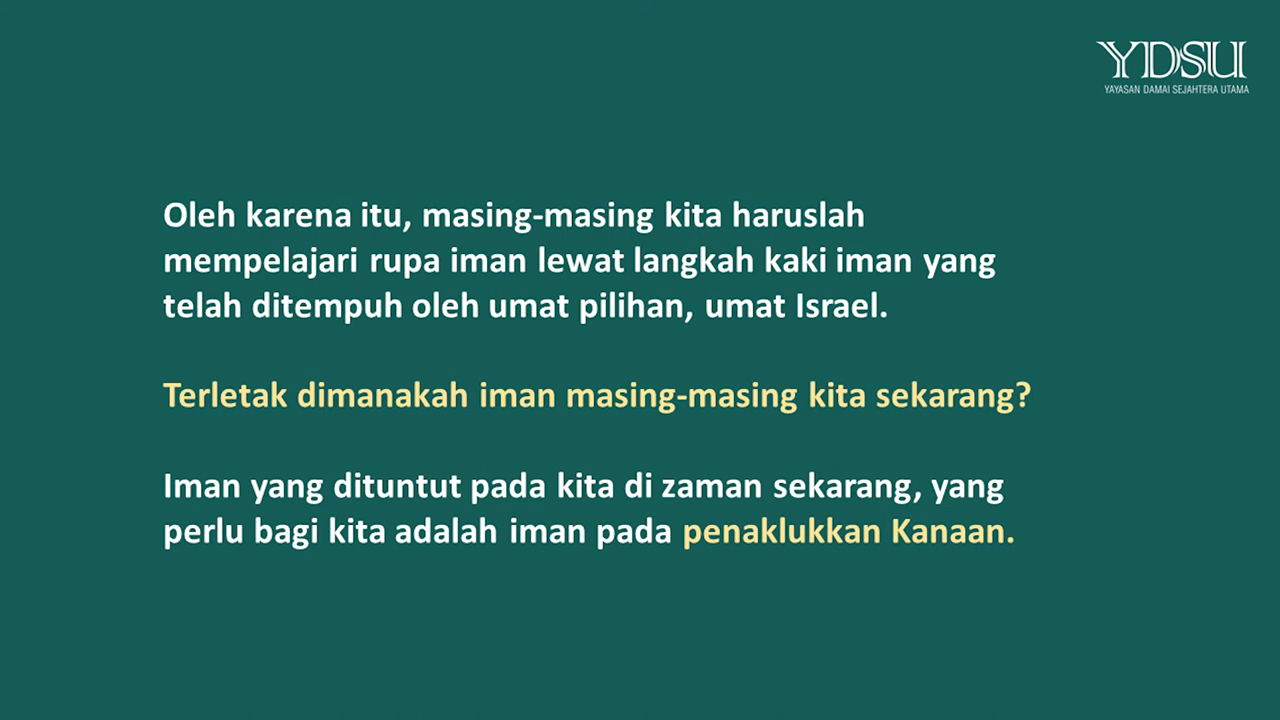 YDSU
YAYASAN DAMAI SEJAHTERA UTAMA
Oleh karena itu, masing-masing kita haruslah
mempelajari rupa iman lewat langkah kaki iman yang
telah ditempuh oleh umat pilihan, umat Israel.
Terletak dimanakah iman masing-masing kita sekarang?
Iman yang dituntut pada kita di zaman sekarang, yang
perlu bagi kita adalah iman pada penaklukkan Kanaan.